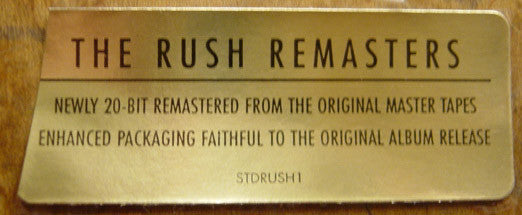 THE RUSH REMASTERS
NEWLY 20-BIT REMASTERED FROM THE ORIGINAL MASTER TAPES
ENHANCED PACKAGING FAITHFUL TO THE ORIGINAL ALBUM RELEASE
STDRUSH1